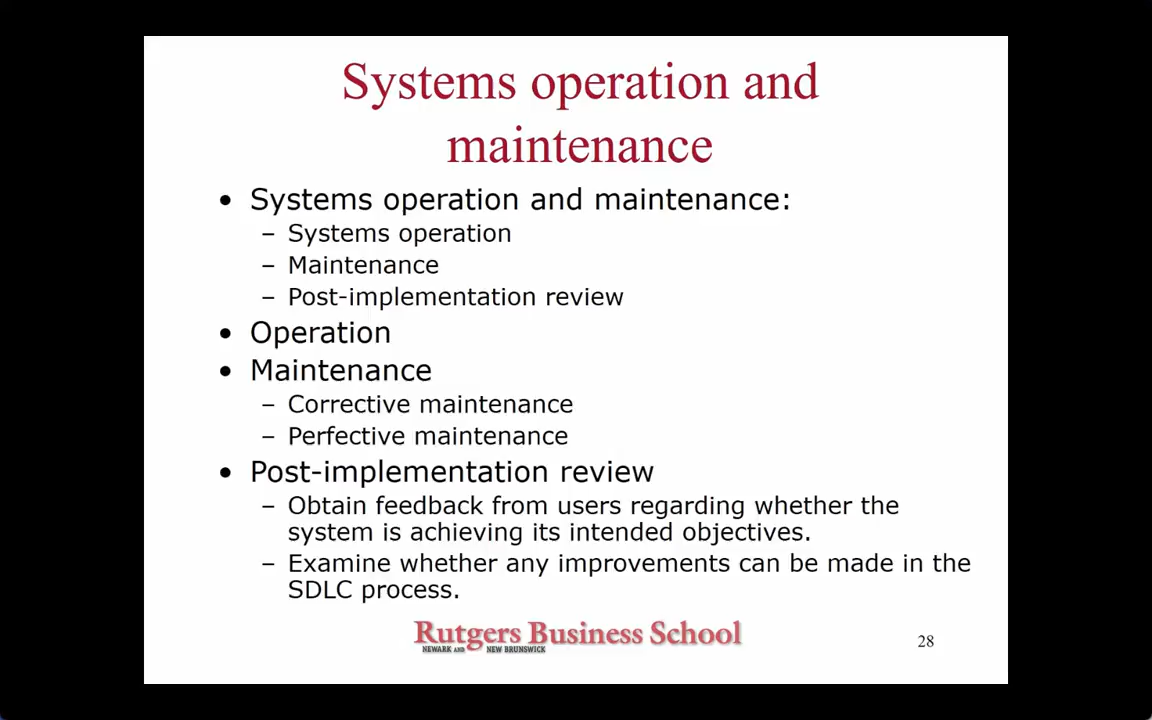 Systems operation and
maintenance
• Systems operation and maintenance:
– Systems operation
– Maintenance
– Post-implementation review
• Operation
• Maintenance
– Corrective maintenance
– Perfective maintenance
• Post-implementation review
– Obtain feedback from users regarding whether the
system is achieving its intended objectives.
– Examine whether any improvements can be made in the
SDLC process.
Rutgers Business School
NEWARK AND NEW BRUNSWICK
28